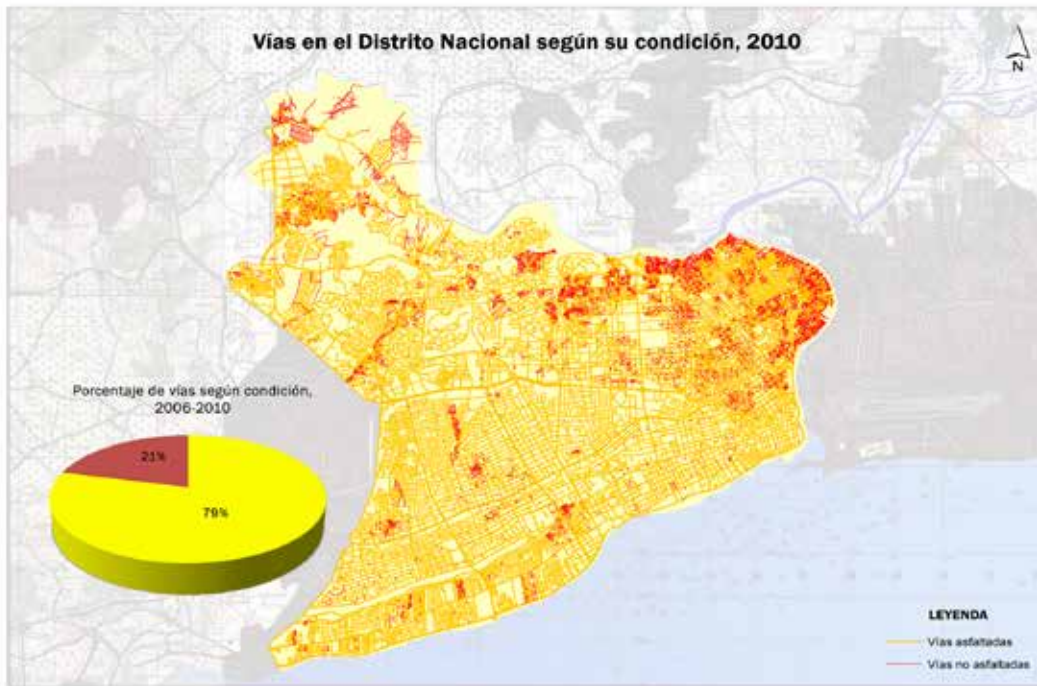 Vías en el Distrito Nacional según su condición, 2010
N
Porcentaje de vías según condición,
2006-2010
21%
79%
LEYENDA
Vías asfaltadas
Vías no asfaltadas